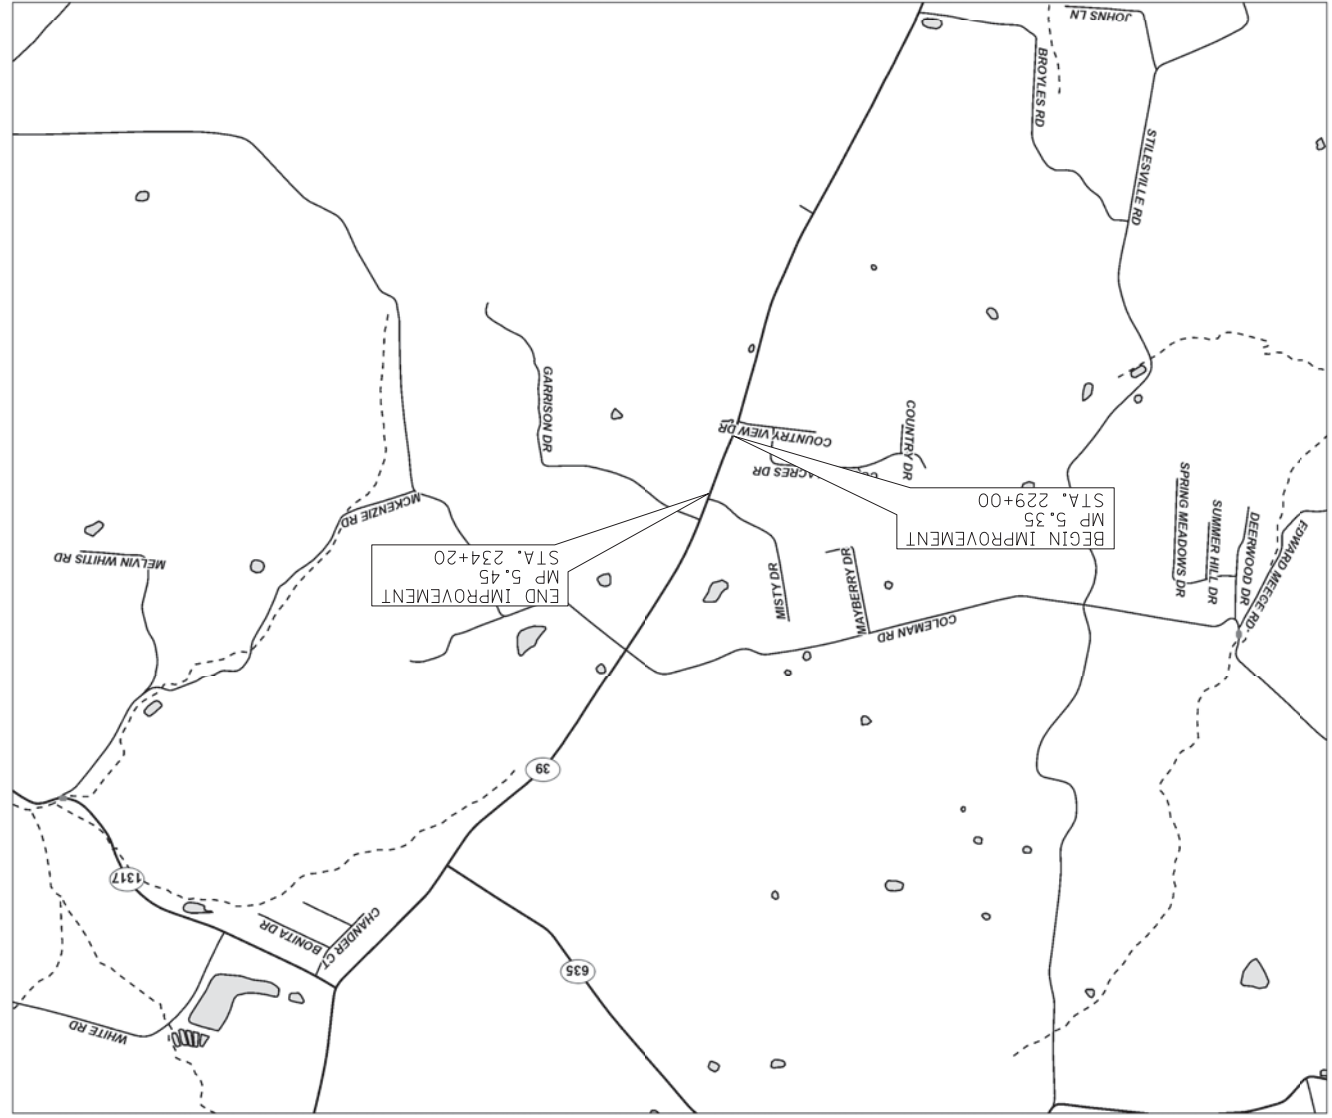 JOHNS LN
BROYLES RD
STILESVILLE RD
GARRISON DR
COUNTRY VIEW DR
COUNTRY DR
ACRES DR
MCKENZIE RD
MELVIN WHITIS RD
SPRING MEADOWS DR
SUMMER HILL DR
DEERWOOD DR
EDWARD MEECE RD
BEGIN IMPROVEMENT
MP 5.35
STA. 229+00
END IMPROVEMENT
MP 5.45
STA. 234+20
MISTY DR
MAYBERRY DR
COLEMAN RD
39
1317
CHANDER CT
BONITA DR
635
WHITE RD